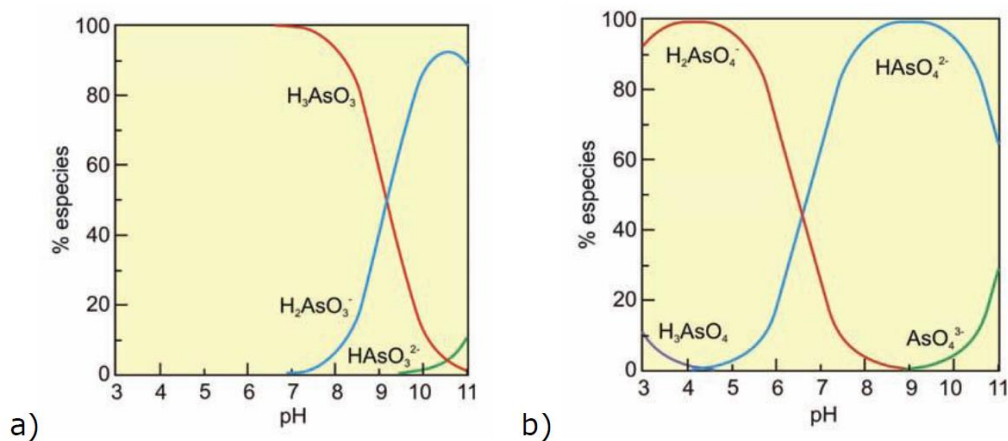 a)
% especies
100
80
60
40
20
0
H₃AsO₃
H₂AsO₃⁻
HAsO₃²⁻
3 4 5 6 7 8 9 10 11
pH
b)
% especies
100
80
60
40
20
0
H₂AsO₄⁻
HAsO₄²⁻
H₃AsO₄
AsO₄³⁻
3 4 5 6 7 8 9 10 11
pH